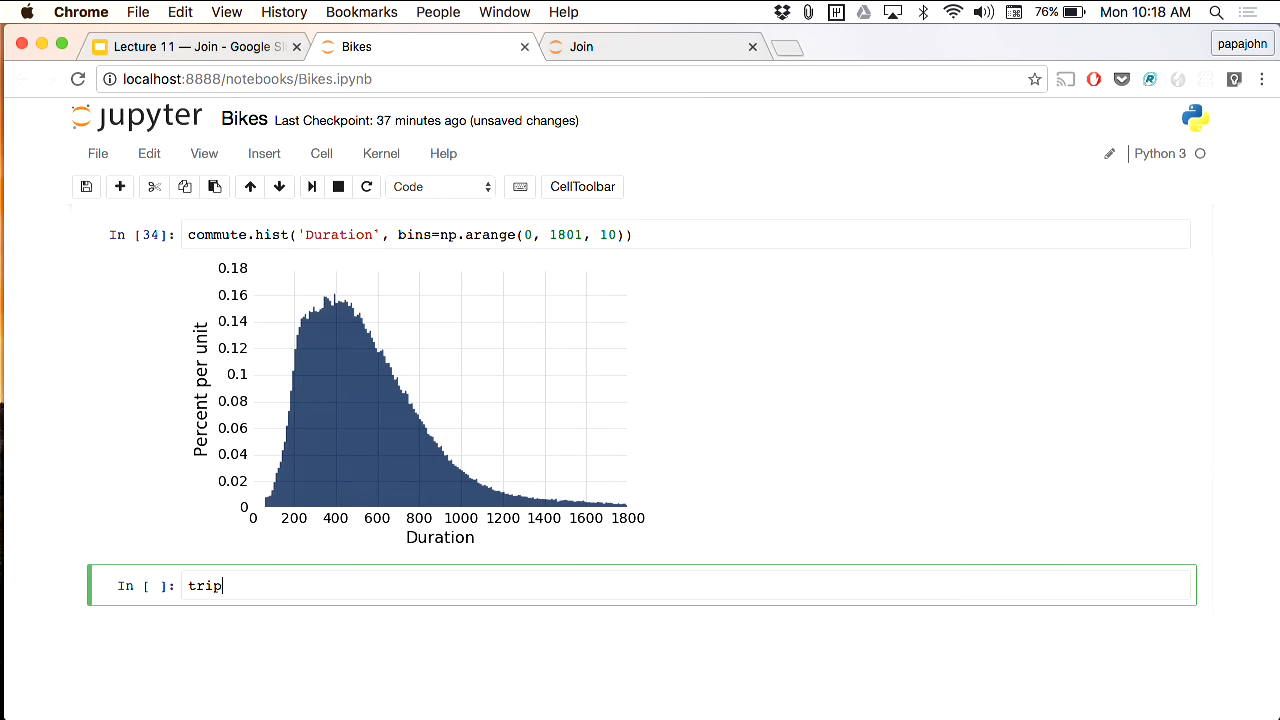 Chrome File Edit View History Bookmarks People Window Help 76% Mon 10:18 AM
Lecture 11 — Join - Google Sl Bikes Join papajohn
localhost:8888/notebooks/Bikes.ipynb
jupyter Bikes Last Checkpoint: 37 minutes ago (unsaved changes)
File Edit View Insert Cell Kernel Help Python 3
Code CellToolbar
In [34]: commute.hist('Duration', bins=np.arange(0, 1801, 10))
0.18
0.16
0.14
0.12
0.1
0.08
0.06
0.04
0.02
0
Percent per unit
0 200 400 600 800 1000 1200 1400 1600 1800
Duration
In [ ]: trip